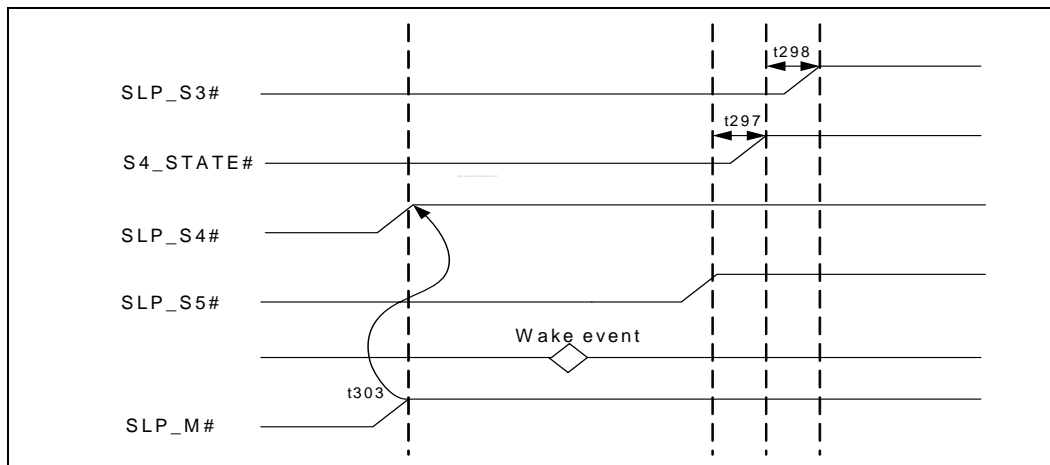 t298
SLP_S3#
t297
S4_STATE#
SLP_S4#
SLP_S5#
Wake event
t303
SLP_M#